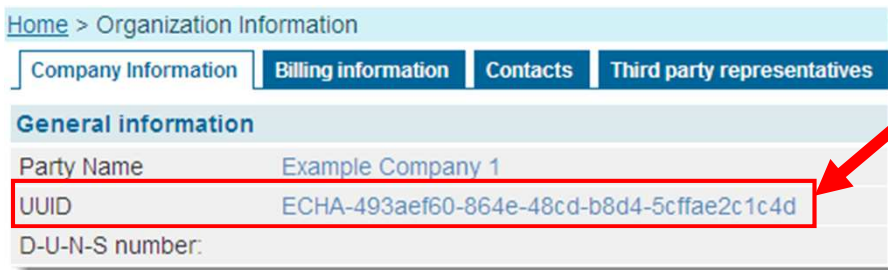 Home > Organization Information
Company Information Billing information Contacts Third party representatives
General information
Party Name Example Company 1
UUID ECHA-493aef60-864e-48cd-b8d4-5cffae2c1c4d
D-U-N-S number: